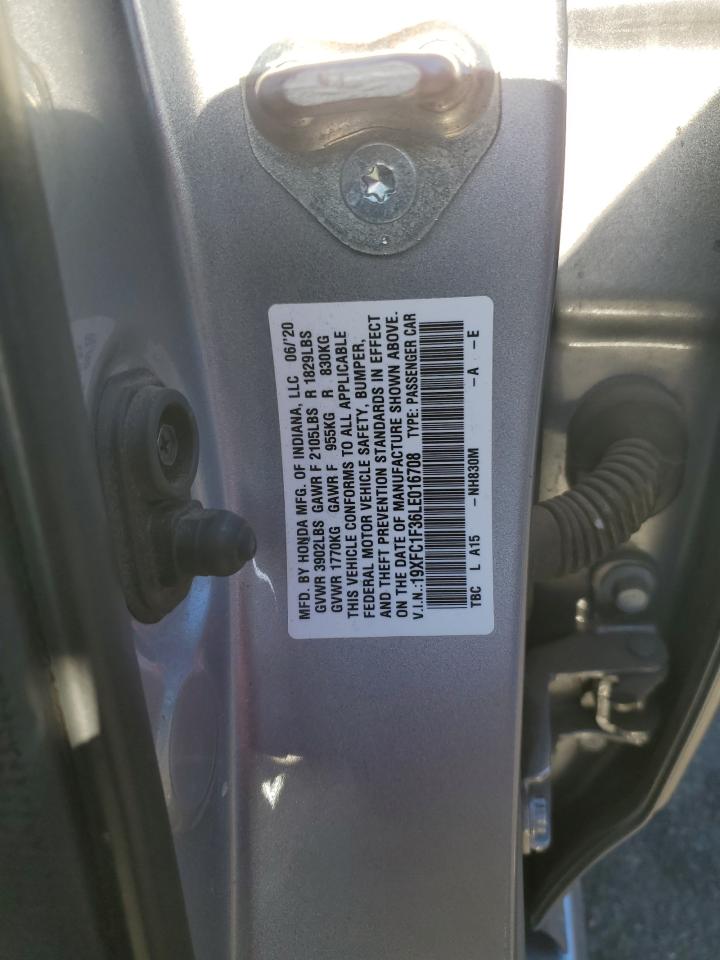 MFD. BY HONDA MFG. OF INDIANA, LLC 06/'20
GVWR 3902LBS GAWR F 2105LBS R 1829LBS
GVWR 1770KG GAWR F 955KG R 830KG
THIS VEHICLE CONFORMS TO ALL APPLICABLE
FEDERAL MOTOR VEHICLE SAFETY, BUMPER,
AND THEFT PREVENTION STANDARDS IN EFFECT
ON THE DATE OF MANUFACTURE SHOWN ABOVE.
V.I.N.:19XFC1F36LE016708 TYPE: PASSENGER CAR
TBC L A15 -NH830M -A -E